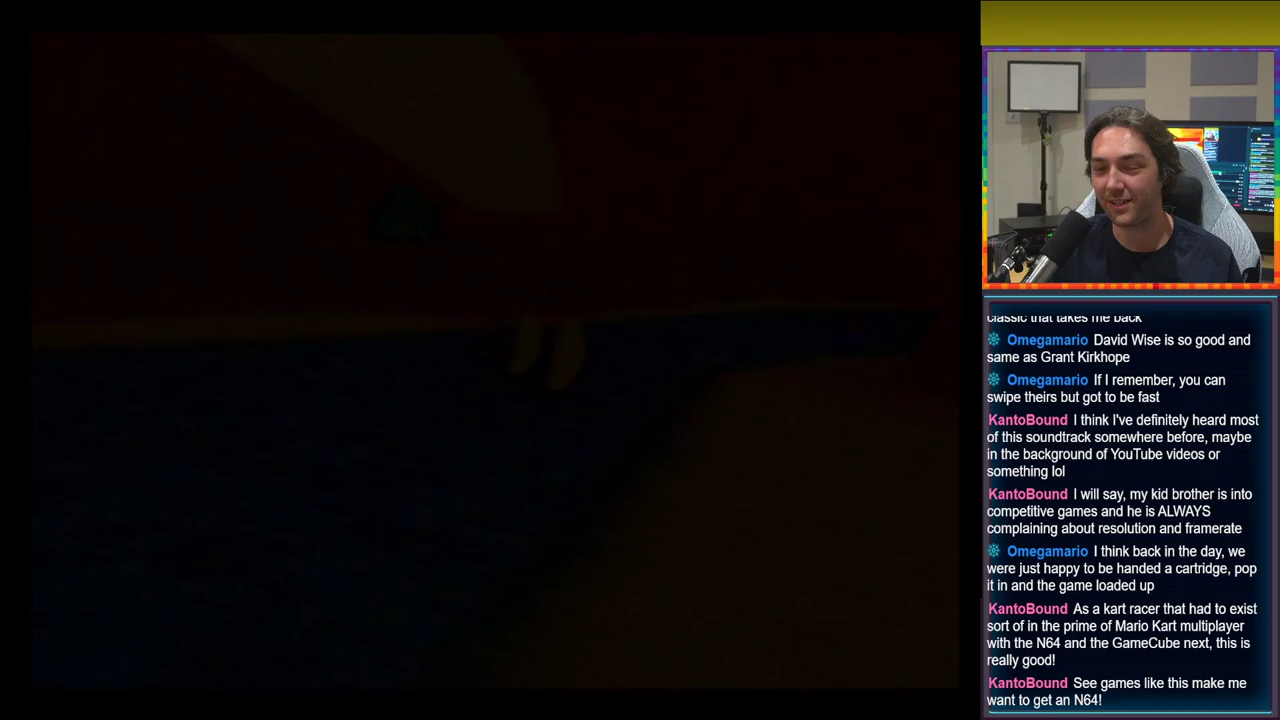 classic that takes me back
Omegamario David Wise is so good and
same as Grant Kirkhope
Omegamario If I remember, you can
swipe theirs but got to be fast
KantoBound I think I've definitely heard most
of this soundtrack somewhere before, maybe
in the background of YouTube videos or
something lol
KantoBound I will say, my kid brother is into
competitive games and he is ALWAYS
complaining about resolution and framerate
Omegamario I think back in the day, we
were just happy to be handed a cartridge, pop
it in and the game loaded up
KantoBound As a kart racer that had to exist
sort of in the prime of Mario Kart multiplayer
with the N64 and the GameCube next, this is
really good!
KantoBound See games like this make me
want to get an N64!